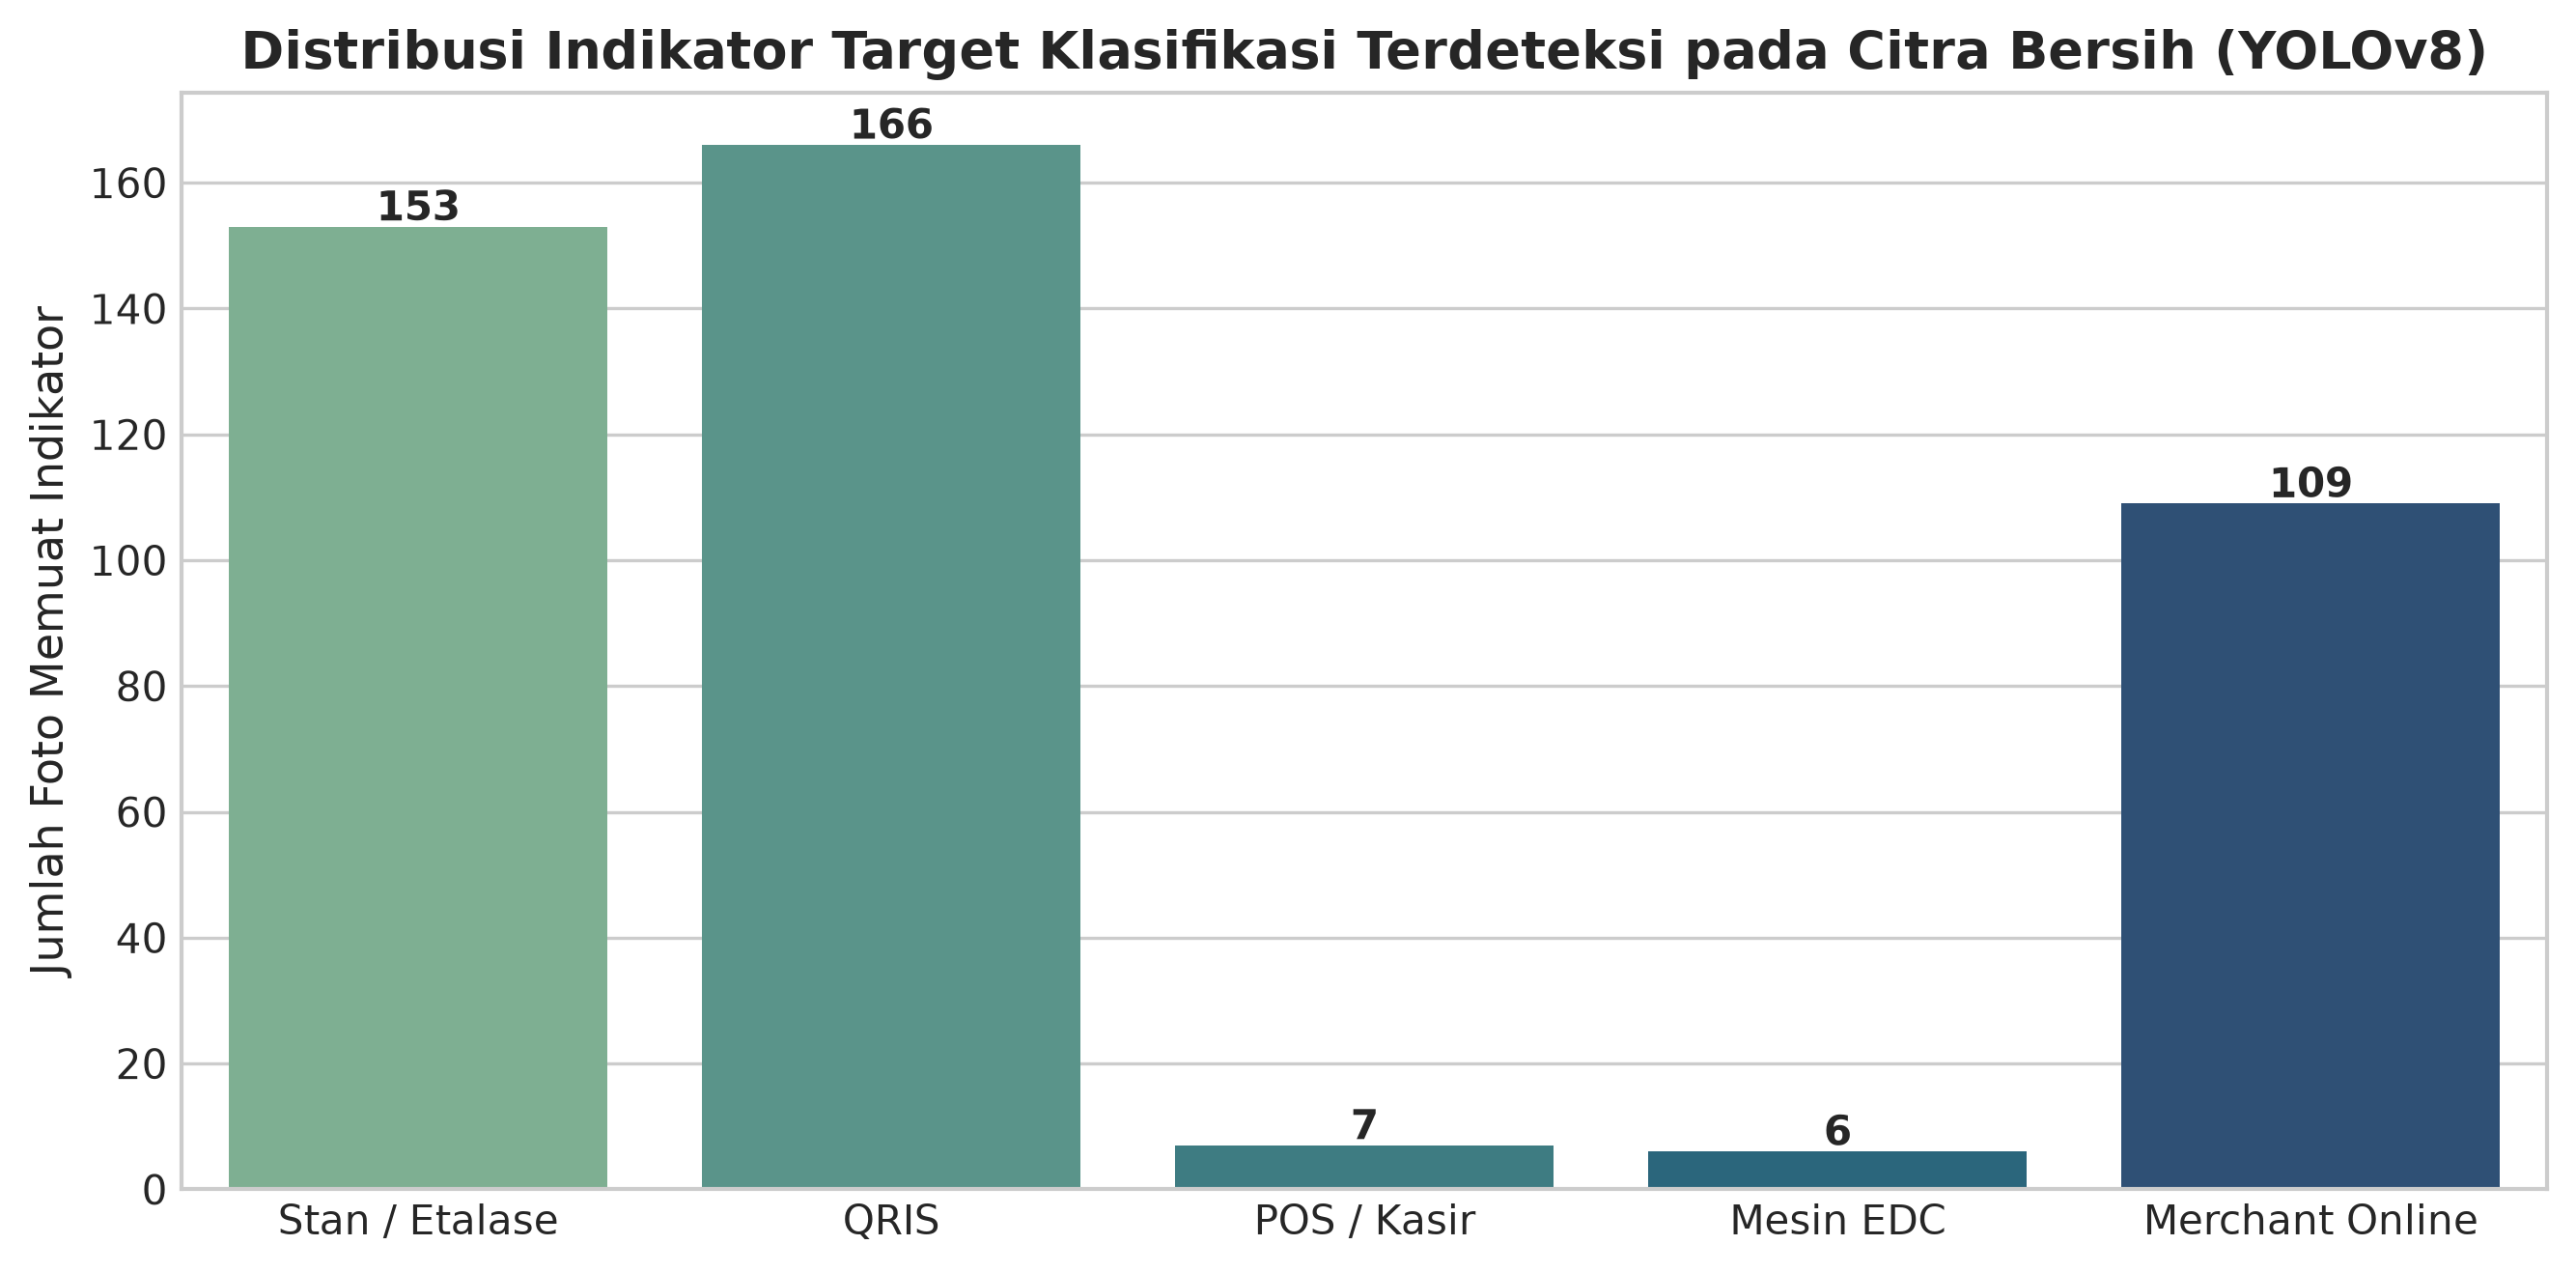 Distribusi Indikator Target Klasifikasi Terdeteksi pada Citra Bersih (YOLOv8)
Jumlah Foto Memuat Indikator
160
140
120
100
80
60
40
20
0
153
166
7
6
109
Stan / Etalase
QRIS
POS / Kasir
Mesin EDC
Merchant Online